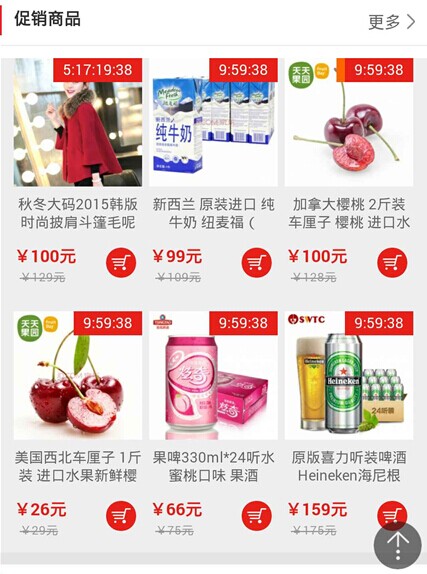 促销商品
更多
5:17:19:38
9:59:38
9:59:38
天天
果园
纯牛奶
秋冬大码2015韩版
时尚披肩斗篷毛呢
新西兰 原装进口 纯
牛奶 纽麦福（
加拿大樱桃 2斤装
车厘子 樱桃 进口水
￥100元
￥99元
￥100元
￥129元
￥109元
￥128元
9:59:38
9:59:38
9:59:38
天天
果园
SWTC
Heineken
24听装
美国西北车厘子 1斤
装 进口水果新鲜樱
果啤330ml*24听水
蜜桃口味 果酒
原版喜力听装啤酒
Heineken海尼根
￥26元
￥66元
￥159元
￥29元
￥75元
￥175元